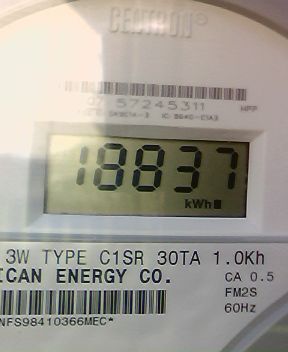 CENTRON®
07 57245311
18837
kWh
3W TYPE C1SR 30TA 1.0Kh
ICAN ENERGY CO. CA 0.5
FM2S
60Hz
NFS98410366MEC*